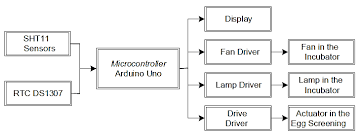 SHT11
Sensors
RTC DS1307
Microcontroller
Arduino Uno
Display
Fan Driver
Fan in the
Incubator
Lamp Driver
Lamp in the
Incubator
Drive
Driver
Actuator in the
Egg Screening